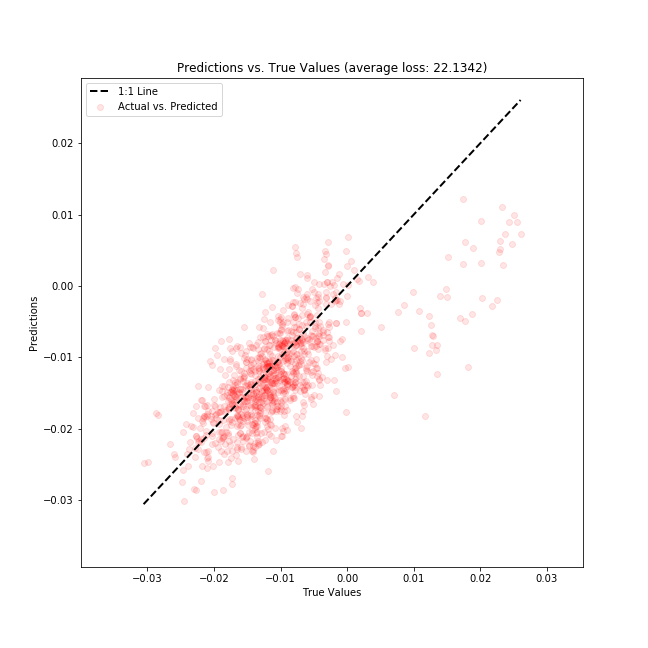 Predictions vs. True Values (average loss: 22.1342)
1:1 Line
Actual vs. Predicted
0.02
0.01
0.00
−0.01
−0.02
−0.03
Predictions
−0.03 −0.02 −0.01 0.00 0.01 0.02 0.03
True Values